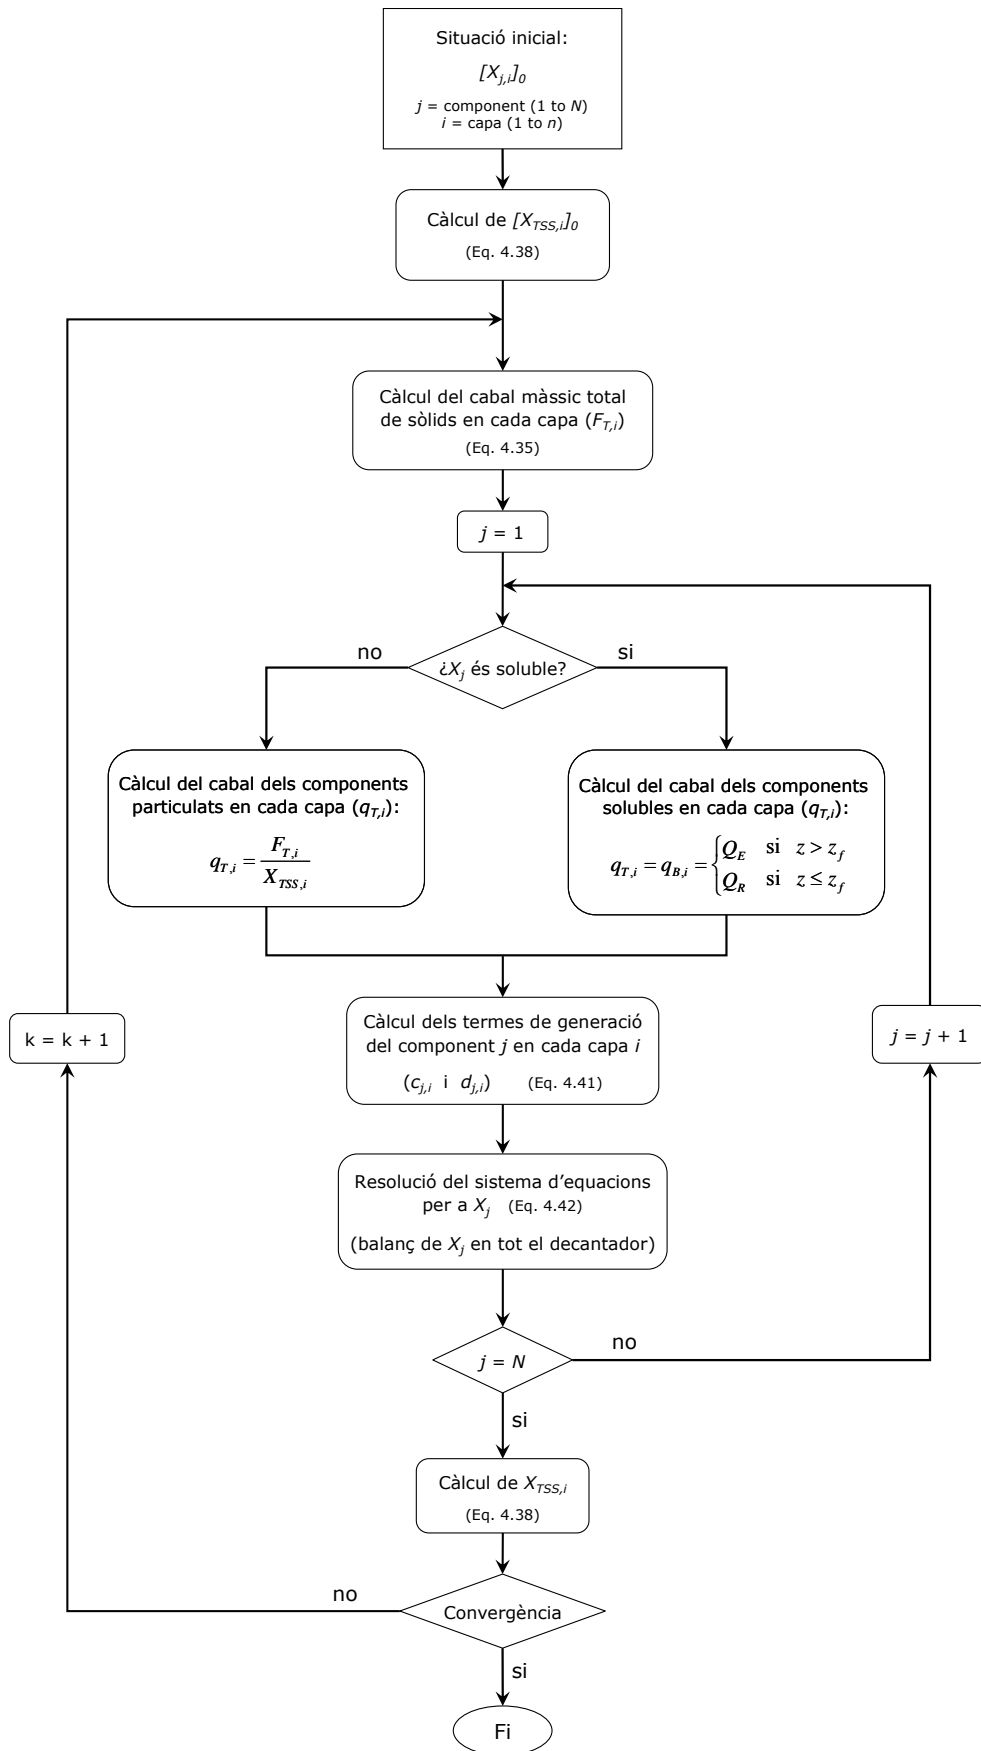 Situació inicial:
[X_{j,i}]_0
j = component (1 to N)
i = capa (1 to n)
Càlcul de [X_{TSS,i}]_0
(Eq. 4.38)
Càlcul del cabal màssic total
de sòlids en cada capa (F_{T,i})
(Eq. 4.35)
j = 1
no
si
¿X_j és soluble?
Càlcul del cabal dels components
particulats en cada capa (q_{T,i}):
q_{T,i} = \frac{F_{T,i}}{X_{TSS,i}}
Càlcul del cabal dels components
solubles en cada capa (q_{T,i}):
q_{T,i} = q_{B,i} = \begin{cases} Q_E & si z > z_f \\ Q_R & si z ≤ z_f \end{cases}
Càlcul dels termes de generació
del component j en cada capa i
(c_{j,i} i d_{j,i}) (Eq. 4.41)
k = k + 1
j = j + 1
Resolució del sistema d'equacions
per a X_j (Eq. 4.42)
(balanç de X_j en tot el decantador)
j = N
no
si
Càlcul de X_{TSS,i}
(Eq. 4.38)
no
Convergència
si
Fi